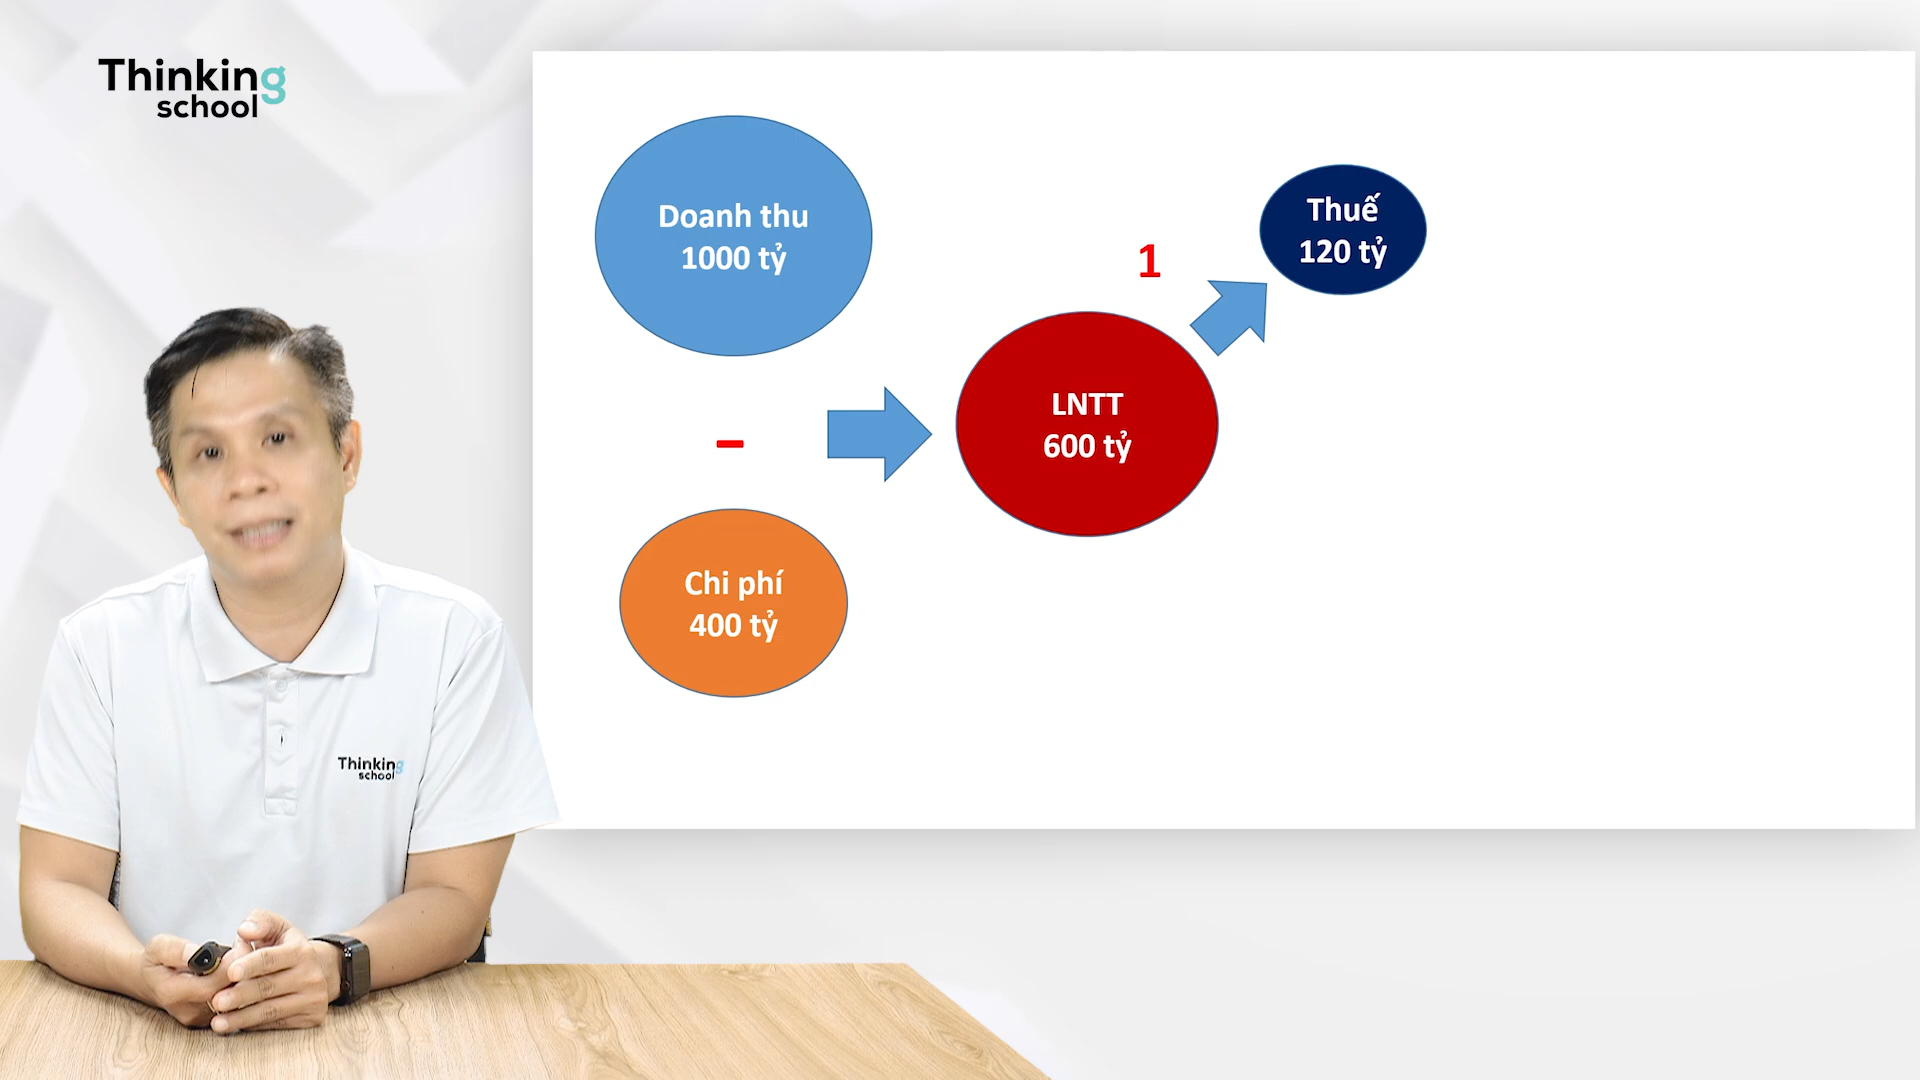 Thinking
school
Doanh thu
1000 tỷ
–
Chi phí
400 tỷ
LNTT
600 tỷ
1
Thuế
120 tỷ
Thinking
school